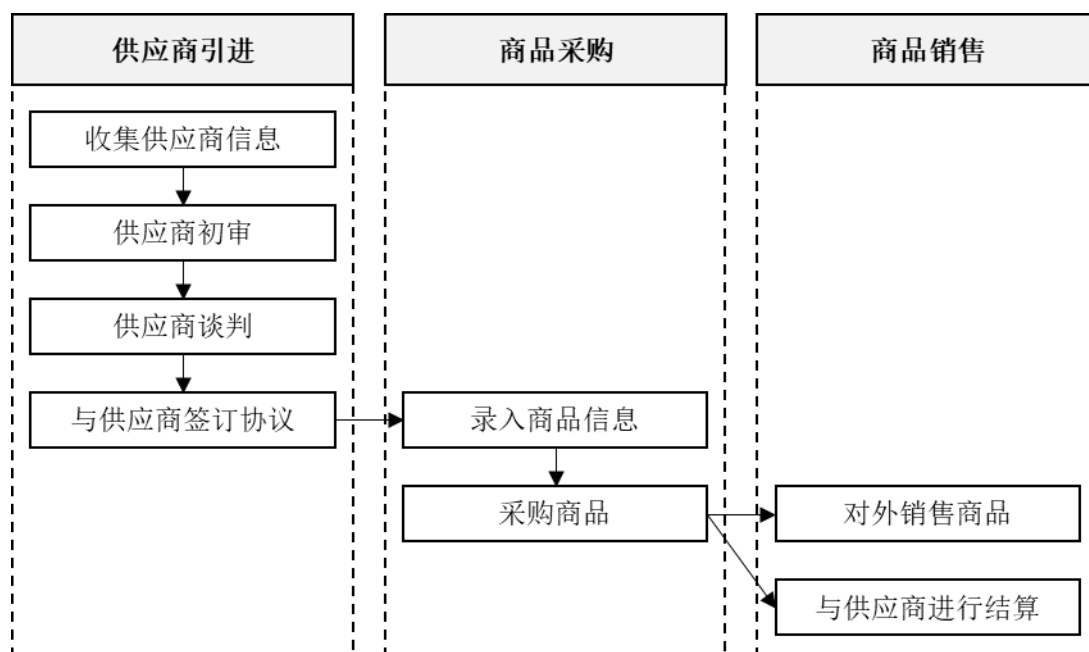 供应商引进
商品采购
商品销售
收集供应商信息
供应商初审
供应商谈判
与供应商签订协议
录入商品信息
采购商品
对外销售商品
与供应商进行结算